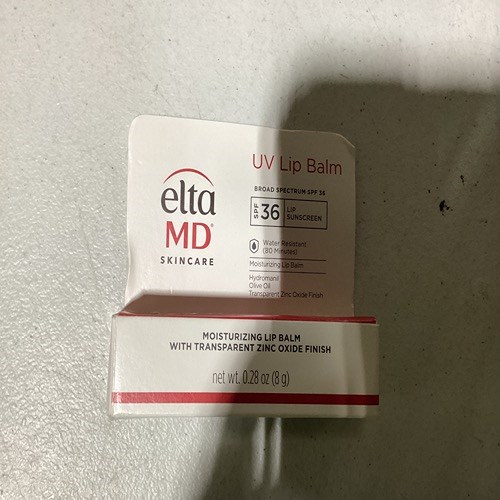 elta
MD
SKINCARE
UV Lip Balm
BROAD SPECTRUM SPF 36
SPF 36 LIP
SUNSCREEN
Water Resistant
(80 Minutes)
Moisturizing Lip Balm
Hydromanil
Olive Oil
Transparent Zinc Oxide Finish
MOISTURIZING LIP BALM
WITH TRANSPARENT ZINC OXIDE FINISH
net wt. 0.28 oz (8 g)